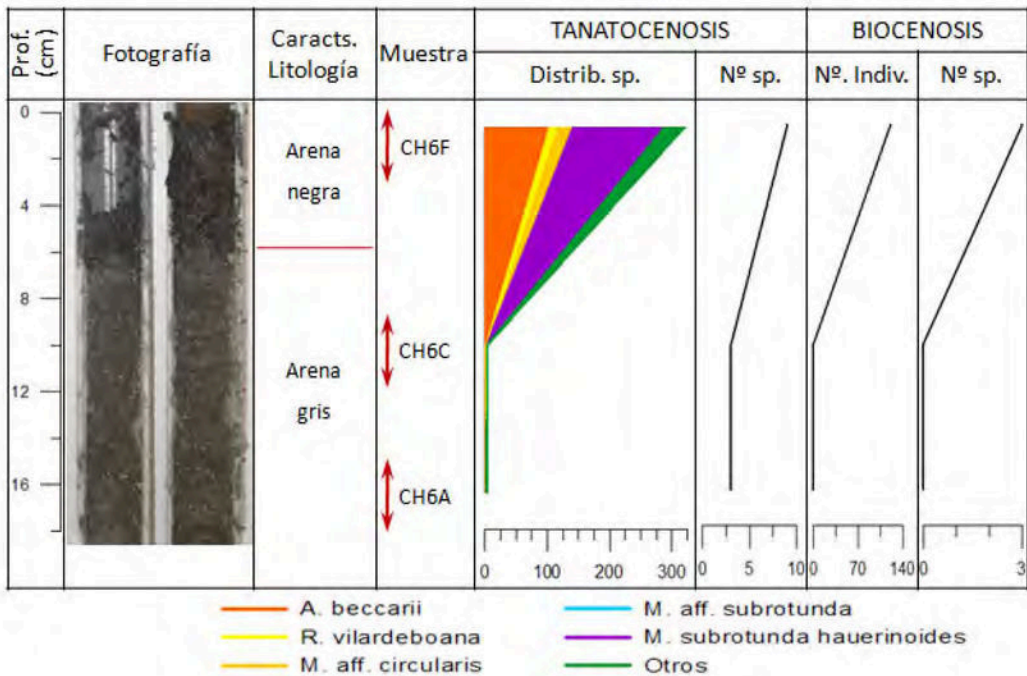 Prof. (cm)
Fotografía
Caracts. Litología
Muestra
TANATOCENOSIS
BIOCENOSIS
Distrib. sp.
Nº sp.
Nº. Indiv.
Nº sp.
0
4
8
12
16
Arena
negra
Arena
gris
CH6F
CH6C
CH6A
0 100 200 300
0 5 10
0 70 140
0 3
A. beccarii
R. vilardeboana
M. aff. circularis
M. aff. subrotunda
M. subrotunda hauerinoides
Otros